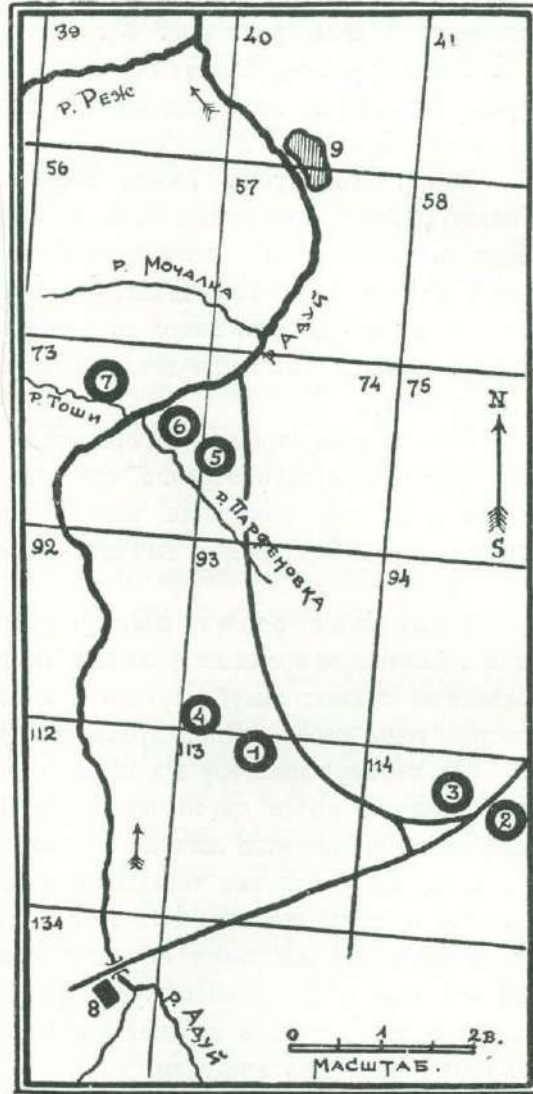 39 40 41
р. Реж
9
56 57 58
р. Мочалка
р. Адуй
73 74 75
7
р. Тоши
6
5
N
S
р. Парфеновка
92 93 94
4
112 113 1 114
3
2
134
8
р. Адуй
0 1 2в.
Масштаб.